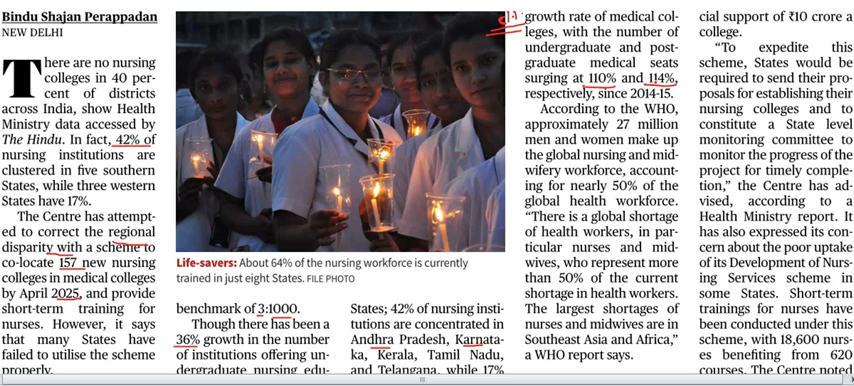 Bindu Shajan Perappadan
NEW DELHI
There are no nursing
colleges in 40 per-
cent of districts
across India, show Health
Ministry data accessed by
The Hindu. In fact, 42% of
nursing institutions are
clustered in five southern
States, while three western
States have 17%.
The Centre has attempt-
ed to correct the regional
disparity with a scheme to
co-locate 157 new nursing
colleges in medical colleges
by April 2025, and provide
short-term training for
nurses. However, it says
that many States have
failed to utilise the scheme
properly.
Life-savers: About 64% of the nursing workforce is currently
trained in just eight States. FILE PHOTO
benchmark of 3:1000.
Though there has been a
36% growth in the number
of institutions offering un-
dergraduate nursing edu-
States; 42% of nursing insti-
tutions are concentrated in
Andhra Pradesh, Karnata-
ka, Kerala, Tamil Nadu,
and Telangana, while 17%
growth rate of medical col-
leges, with the number of
undergraduate and post-
graduate medical seats
surging at 110% and 114%,
respectively, since 2014-15.
According to the WHO,
approximately 27 million
men and women make up
the global nursing and mid-
wifery workforce, account-
ing for nearly 50% of the
global health workforce.
“There is a global shortage
of health workers, in par-
ticular nurses and mid-
wives, who represent more
than 50% of the current
shortage in health workers.
The largest shortages of
nurses and midwives are in
Southeast Asia and Africa,”
a WHO report says.
cial support of ₹10 crore a
college.
“To expedite this
scheme, States would be
required to send their pro-
posals for establishing their
nursing colleges and to
constitute a State level
monitoring committee to
monitor the progress of the
project for timely comple-
tion,” the Centre has ad-
vised, according to a
Health Ministry report. It
has also expressed its con-
cern about the poor uptake
of its Development of Nurs-
ing Services scheme in
some States. Short-term
trainings for nurses have
been conducted under this
scheme, with 18,600 nurs-
es benefiting from 620
courses. The Centre noted